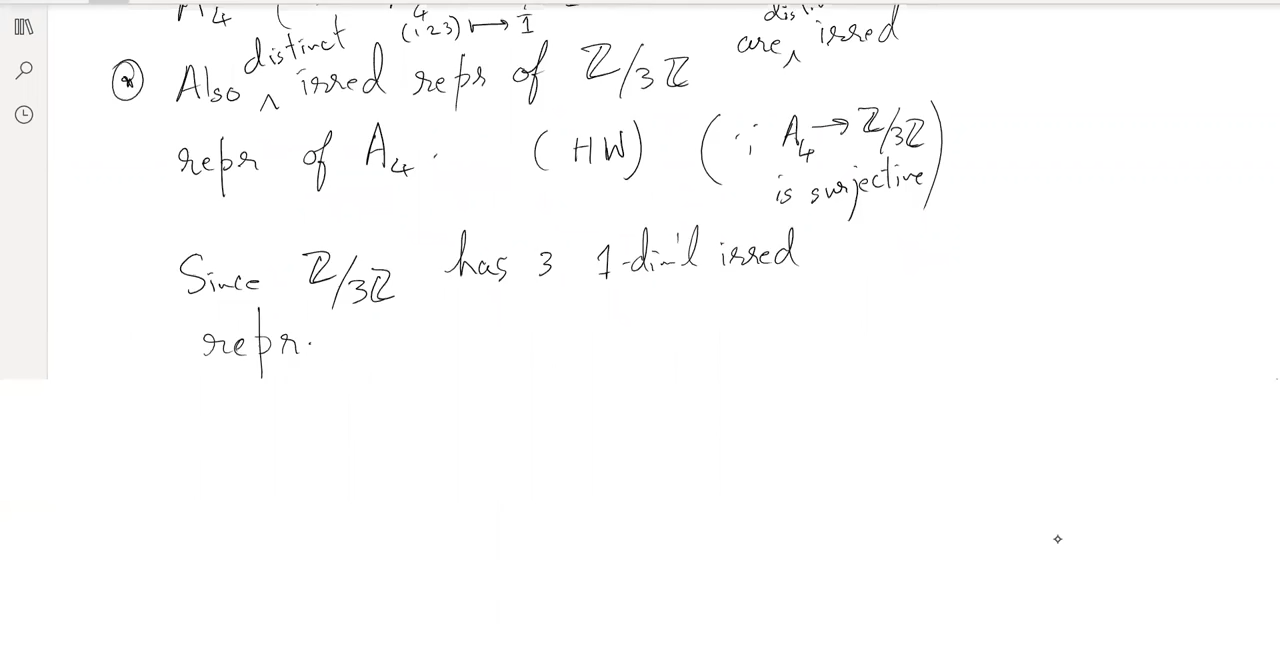 A4
(123) ↦ 1̄
Also ∧ distinct irred reps of Z/3Z are ∧ irred
repr of A4. (HW) (∵ A4 → Z/3Z
is surjective)
Since Z/3Z has 3 1-dim'l irred
repr.